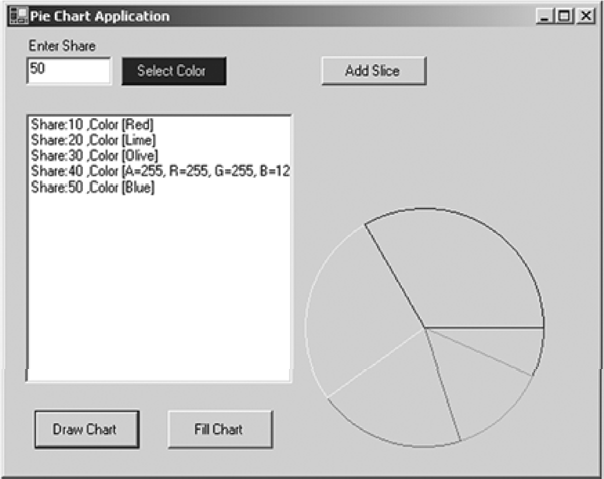 Pie Chart Application
Enter Share
50
Select Color
Add Slice
Share:10 ,Color [Red]
Share:20 ,Color [Lime]
Share:30 ,Color [Olive]
Share:40 ,Color [A=255, R=255, G=255, B=12
Share:50 ,Color [Blue]
Draw Chart
Fill Chart